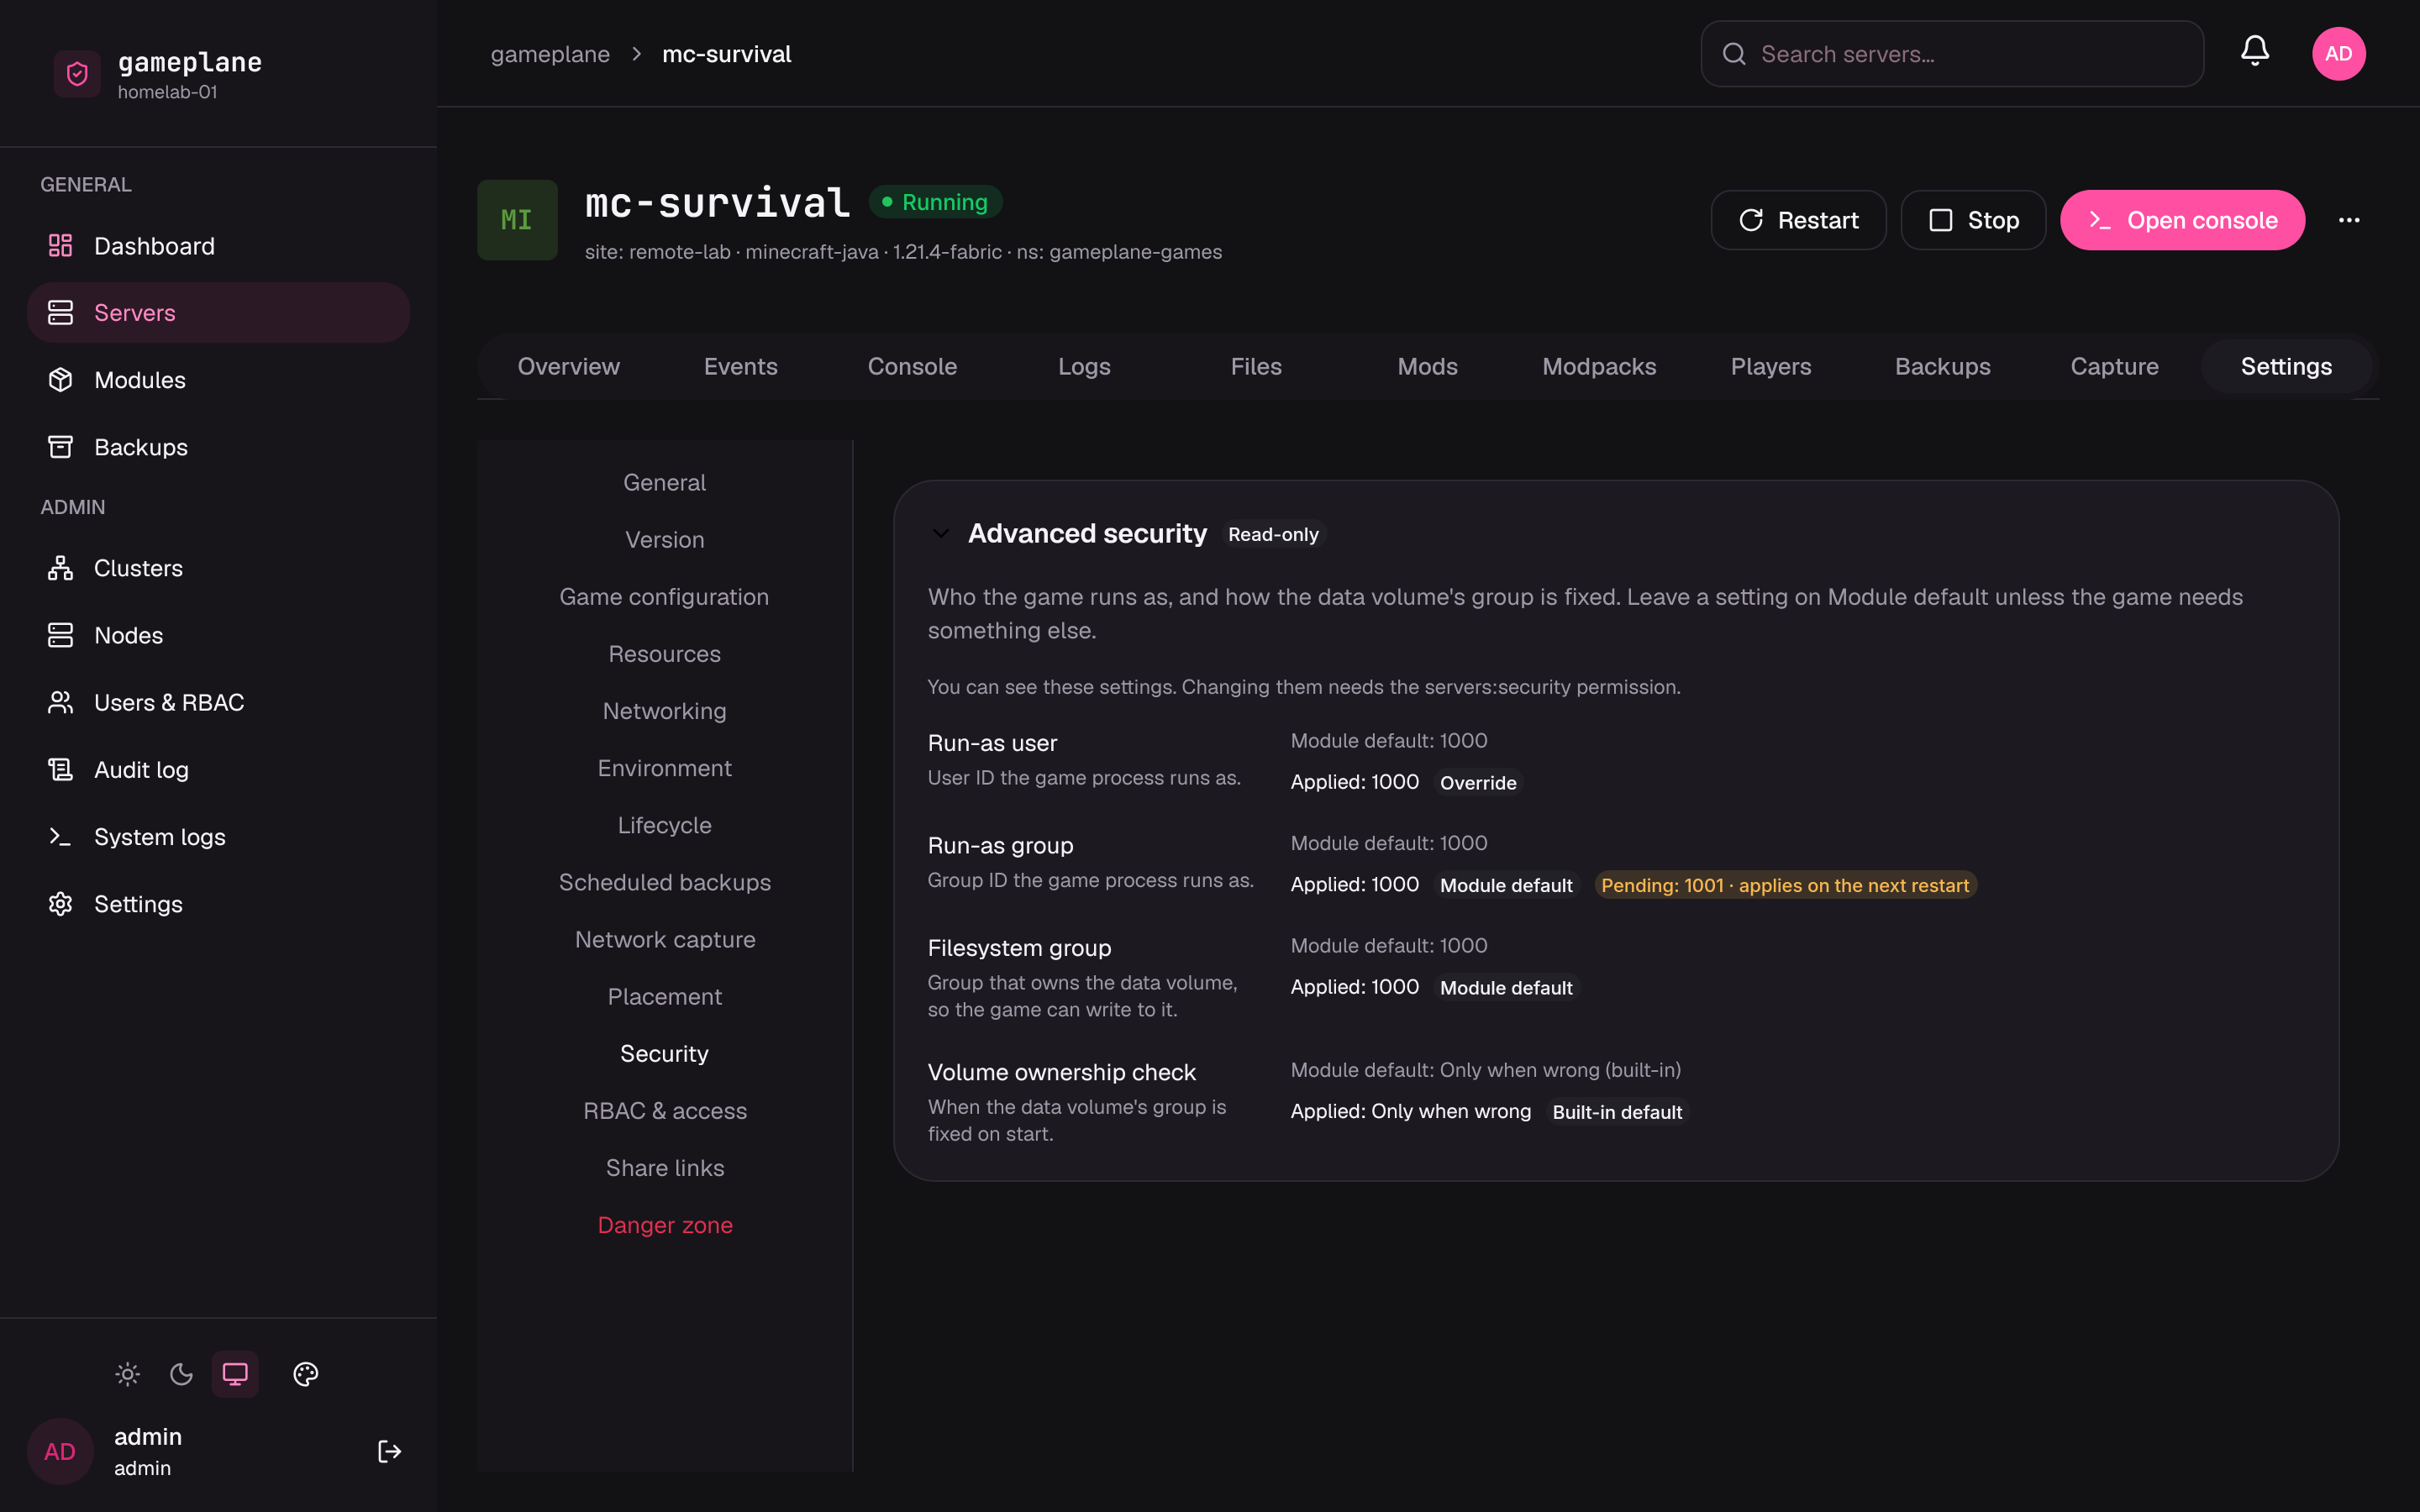 gameplane
homelab-01
GENERAL
Dashboard
Servers
Modules
Backups
ADMIN
Clusters
Nodes
Users & RBAC
Audit log
System logs
Settings
AD
admin
admin
gameplane
mc-survival
Search servers...
AD
MI
mc-survival
Running
site: remote-lab · minecraft-java · 1.21.4-fabric · ns: gameplane-games
Restart
Stop
Open console
Overview
Events
Console
Logs
Files
Mods
Modpacks
Players
Backups
Capture
Settings
General
Version
Game configuration
Resources
Networking
Environment
Lifecycle
Scheduled backups
Network capture
Placement
Security
RBAC & access
Share links
Danger zone
Advanced security
Read-only
Who the game runs as, and how the data volume's group is fixed. Leave a setting on Module default unless the game needs
something else.
You can see these settings. Changing them needs the servers:security permission.
Run-as user
User ID the game process runs as.
Module default: 1000
Applied: 1000 Override
Run-as group
Group ID the game process runs as.
Module default: 1000
Applied: 1000 Module default Pending: 1001 · applies on the next restart
Filesystem group
Group that owns the data volume,
so the game can write to it.
Module default: 1000
Applied: 1000 Module default
Volume ownership check
When the data volume's group is
fixed on start.
Module default: Only when wrong (built-in)
Applied: Only when wrong Built-in default